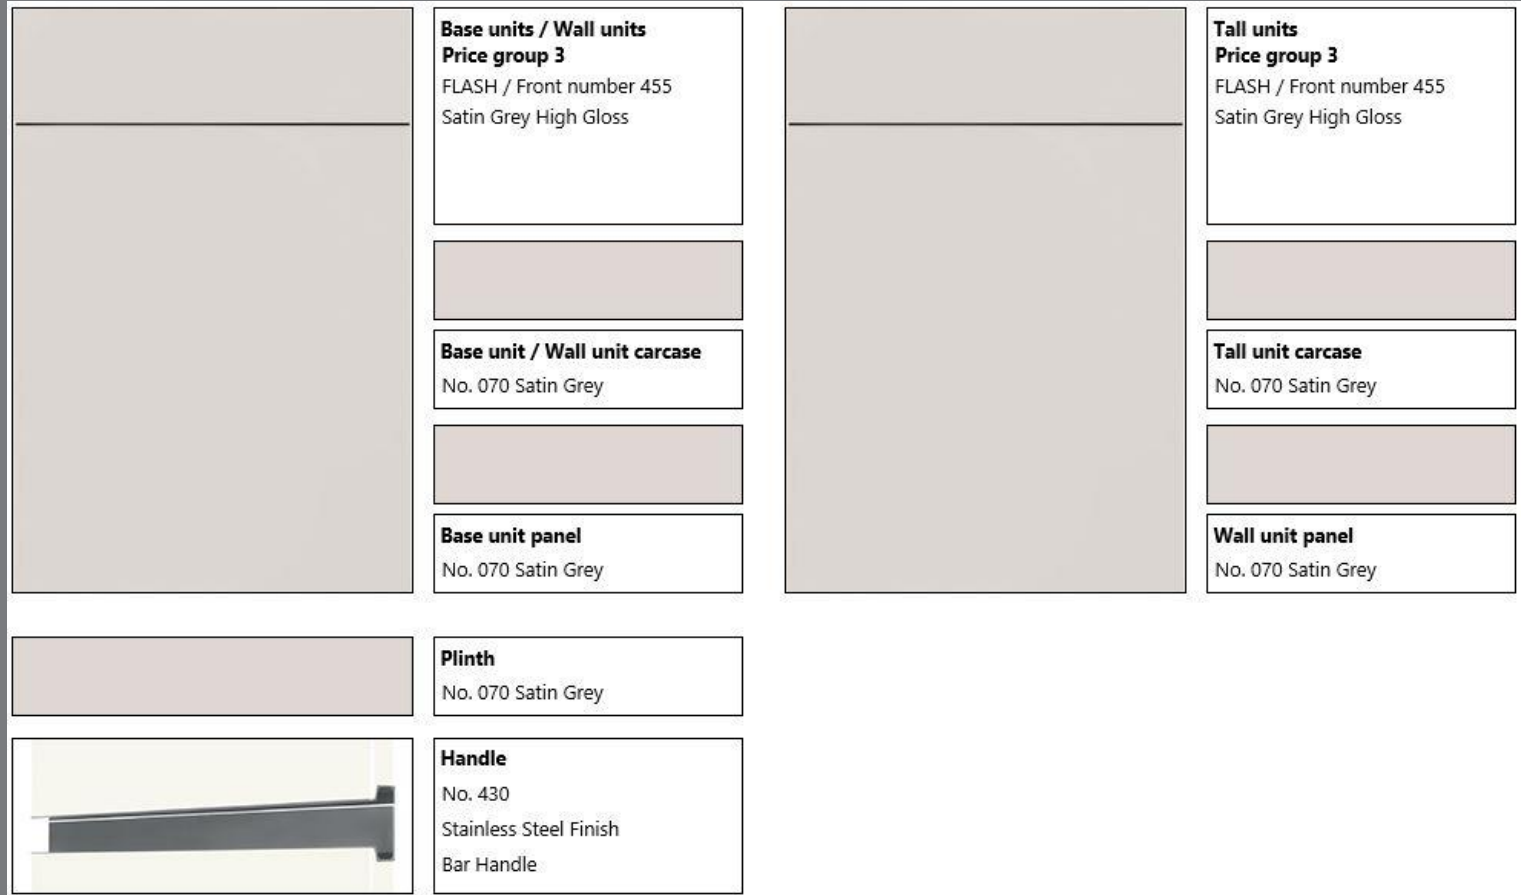 Base units / Wall units
Price group 3
FLASH / Front number 455
Satin Grey High Gloss
Base unit / Wall unit carcase
No. 070 Satin Grey
Base unit panel
No. 070 Satin Grey
Tall units
Price group 3
FLASH / Front number 455
Satin Grey High Gloss
Tall unit carcase
No. 070 Satin Grey
Wall unit panel
No. 070 Satin Grey
Plinth
No. 070 Satin Grey
Handle
No. 430
Stainless Steel Finish
Bar Handle